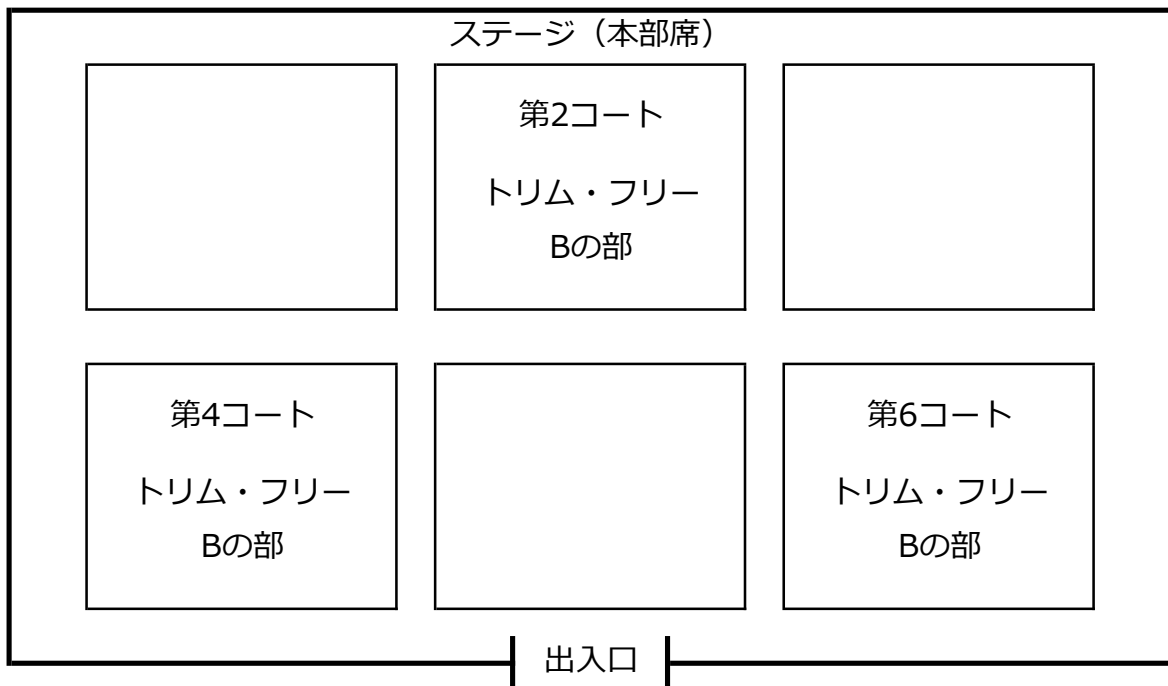 ステージ（本部席）
第2コート
トリム・フリー
Bの部
第4コート
トリム・フリー
Bの部
第6コート
トリム・フリー
Bの部
出入口